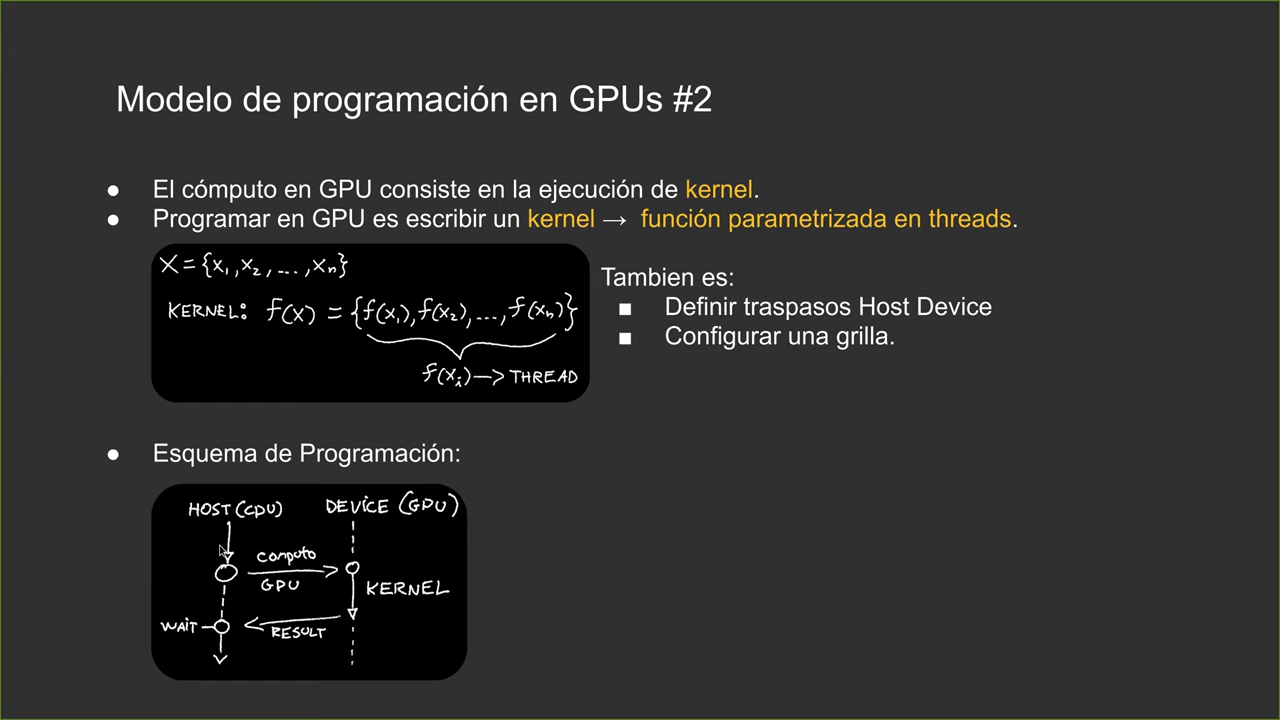 Modelo de programación en GPUs #2
● El cómputo en GPU consiste en la ejecución de kernel.
● Programar en GPU es escribir un kernel → función parametrizada en threads.
X = {x₁, x₂, ..., xₙ}
KERNEL: f(x) = {f(x₁), f(x₂), ..., f(xₙ)}
f(xᵢ) → THREAD
Tambien es:
■ Definir traspasos Host Device
■ Configurar una grilla.
● Esquema de Programación:
HOST (CPU) DEVICE (GPU)
computo
GPU
KERNEL
WAIT
RESULT